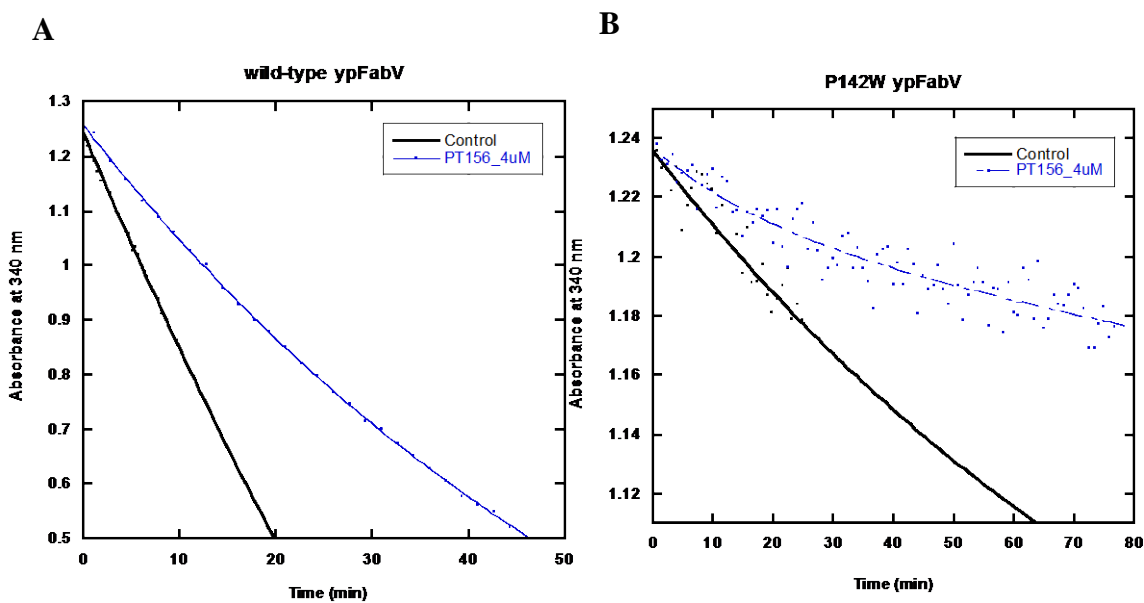 A
wiild-type ypFabV
Absorbance at 340 nm
1.3
1.2
1.1
1
0.9
0.8
0.7
0.6
0.5
Control
PT156_4uM
0 10 20 30 40 50
Time (min)
B
P142W ypFabV
Absorbance at 340 nm
1.24
1.22
1.2
1.18
1.16
1.14
1.12
Control
PT156_4uM
0 10 20 30 40 50 60 70 80
Time (min)